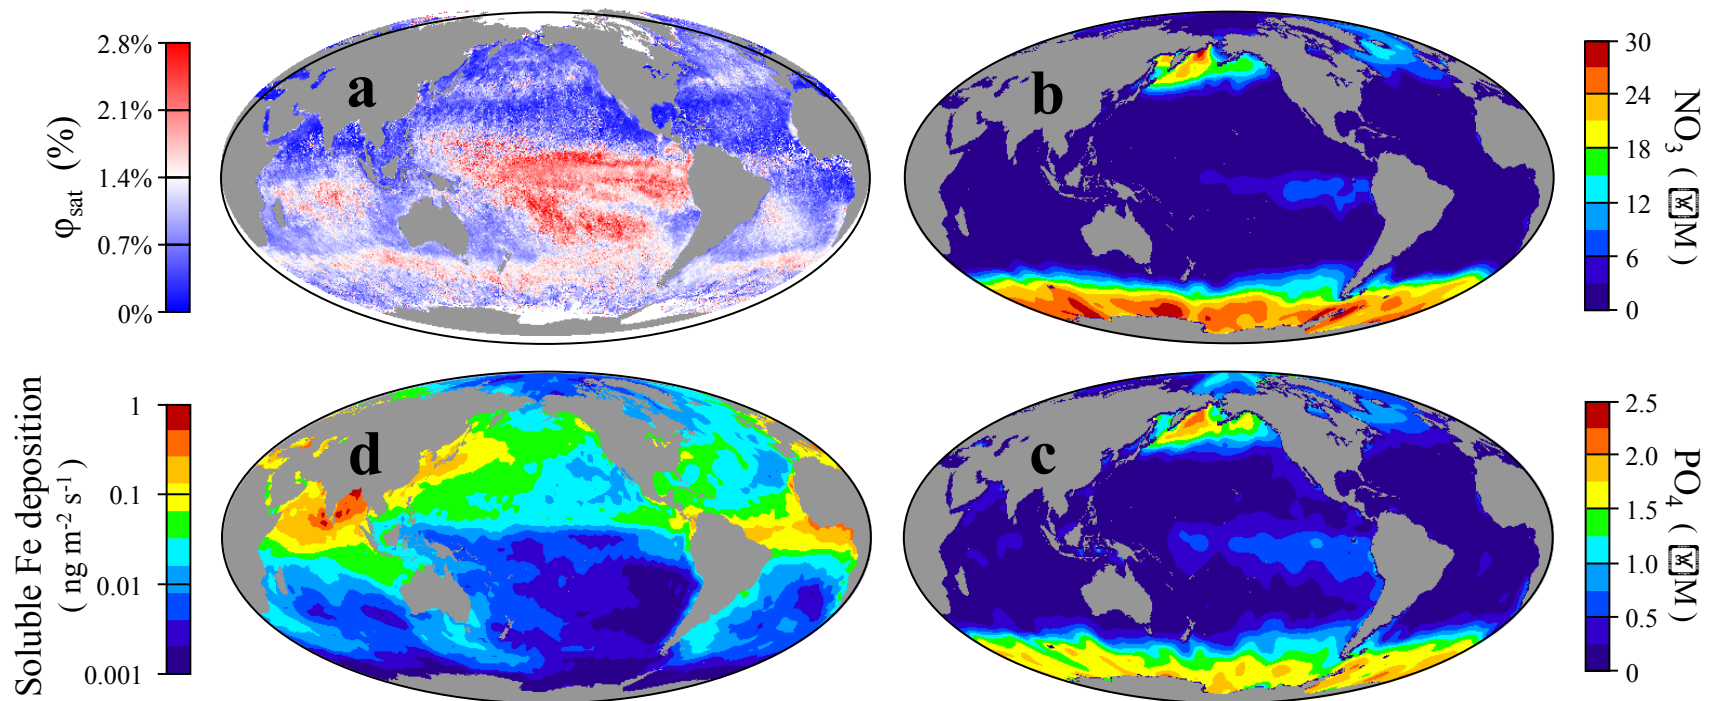 2.8%
2.1%
1.4%
0.7%
0%
φsat (%)
a
b
30
24
18
12
6
0
NO3 ( M )
Soluble Fe deposition
( ng m-2 s-1 )
1
0.1
0.01
0.001
d
c
2.5
2.0
1.5
1.0
0.5
0
PO4 ( M )